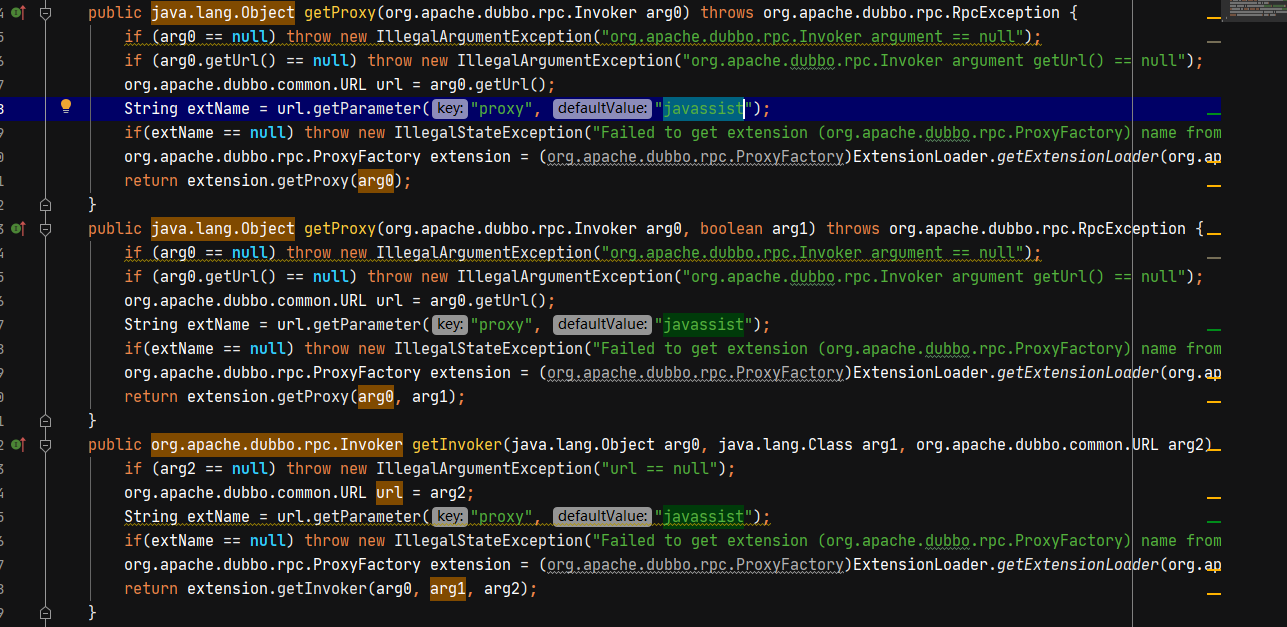 public java.lang.Object getProxy(org.apache.dubbo.rpc.Invoker arg0) throws org.apache.dubbo.rpc.RpcException {
if (arg0 == null) throw new IllegalArgumentException("org.apache.dubbo.rpc.Invoker argument == null");
if (arg0.getUrl() == null) throw new IllegalArgumentException("org.apache.dubbo.rpc.Invoker argument getUrl() == null");
org.apache.dubbo.common.URL url = arg0.getUrl();
String extName = url.getParameter( key: "proxy", defaultValue: "javassist");
if(extName == null) throw new IllegalStateException("Failed to get extension (org.apache.dubbo.rpc.ProxyFactory) name from
org.apache.dubbo.rpc.ProxyFactory extension = (org.apache.dubbo.rpc.ProxyFactory)ExtensionLoader.getExtensionLoader(org.ap
return extension.getProxy(arg0);
}
public java.lang.Object getProxy(org.apache.dubbo.rpc.Invoker arg0, boolean arg1) throws org.apache.dubbo.rpc.RpcException {
if (arg0 == null) throw new IllegalArgumentException("org.apache.dubbo.rpc.Invoker argument == null");
if (arg0.getUrl() == null) throw new IllegalArgumentException("org.apache.dubbo.rpc.Invoker argument getUrl() == null");
org.apache.dubbo.common.URL url = arg0.getUrl();
String extName = url.getParameter( key: "proxy", defaultValue: "javassist");
if(extName == null) throw new IllegalStateException("Failed to get extension (org.apache.dubbo.rpc.ProxyFactory) name from
org.apache.dubbo.rpc.ProxyFactory extension = (org.apache.dubbo.rpc.ProxyFactory)ExtensionLoader.getExtensionLoader(org.ap
return extension.getProxy(arg0, arg1);
}
public org.apache.dubbo.rpc.Invoker getInvoker(java.lang.Object arg0, java.lang.Class arg1, org.apache.dubbo.common.URL arg2)
if (arg2 == null) throw new IllegalArgumentException("url == null");
org.apache.dubbo.common.URL url = arg2;
String extName = url.getParameter( key: "proxy", defaultValue: "javassist");
if(extName == null) throw new IllegalStateException("Failed to get extension (org.apache.dubbo.rpc.ProxyFactory) name from
org.apache.dubbo.rpc.ProxyFactory extension = (org.apache.dubbo.rpc.ProxyFactory)ExtensionLoader.getExtensionLoader(org.ap
return extension.getInvoker(arg0, arg1, arg2);
}